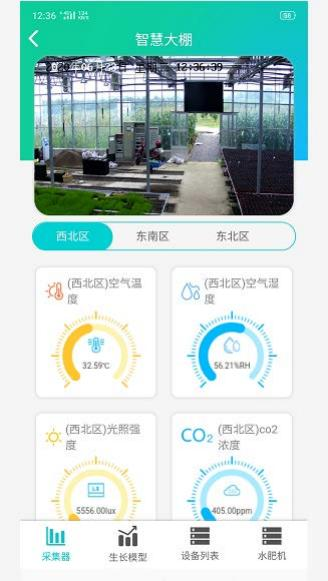 12:36
58
智慧大棚
12:36:39
西北区
东南区
东北区
(西北区)空气温
度
(西北区)空气湿
度
32.59℃
56.21%RH
(西北区)光照强
度
CO₂
(西北区)co2
浓度
5556.00lux
405.00ppm
采集器
生长模型
设备列表
水肥机